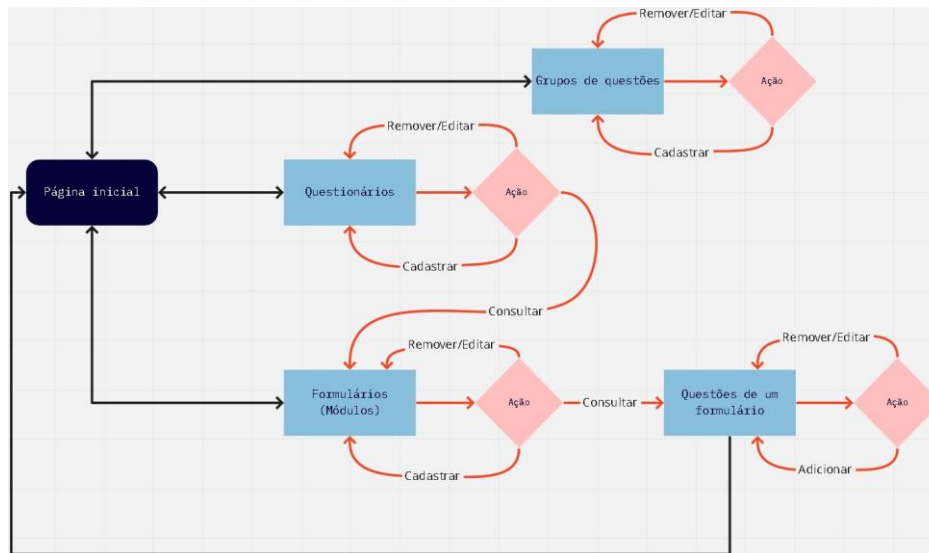 Remover/Editar
Grupos de questões
Ação
Cadastrar
Remover/Editar
Página inicial
Questionários
Ação
Cadastrar
Consultar
Remover/Editar
Formulários
(Módulos)
Ação
Consultar
Cadastrar
Remover/Editar
Questões de um
formulário
Ação
Adicionar